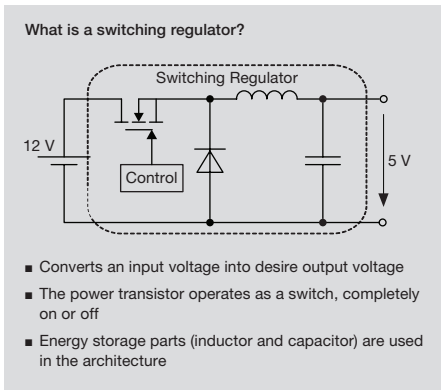 What is a switching regulator?
Switching Regulator
12 V
Control
5 V
■ Converts an input voltage into desire output voltage
■ The power transistor operates as a switch, completely
on or off
■ Energy storage parts (inductor and capacitor) are used
in the architecture